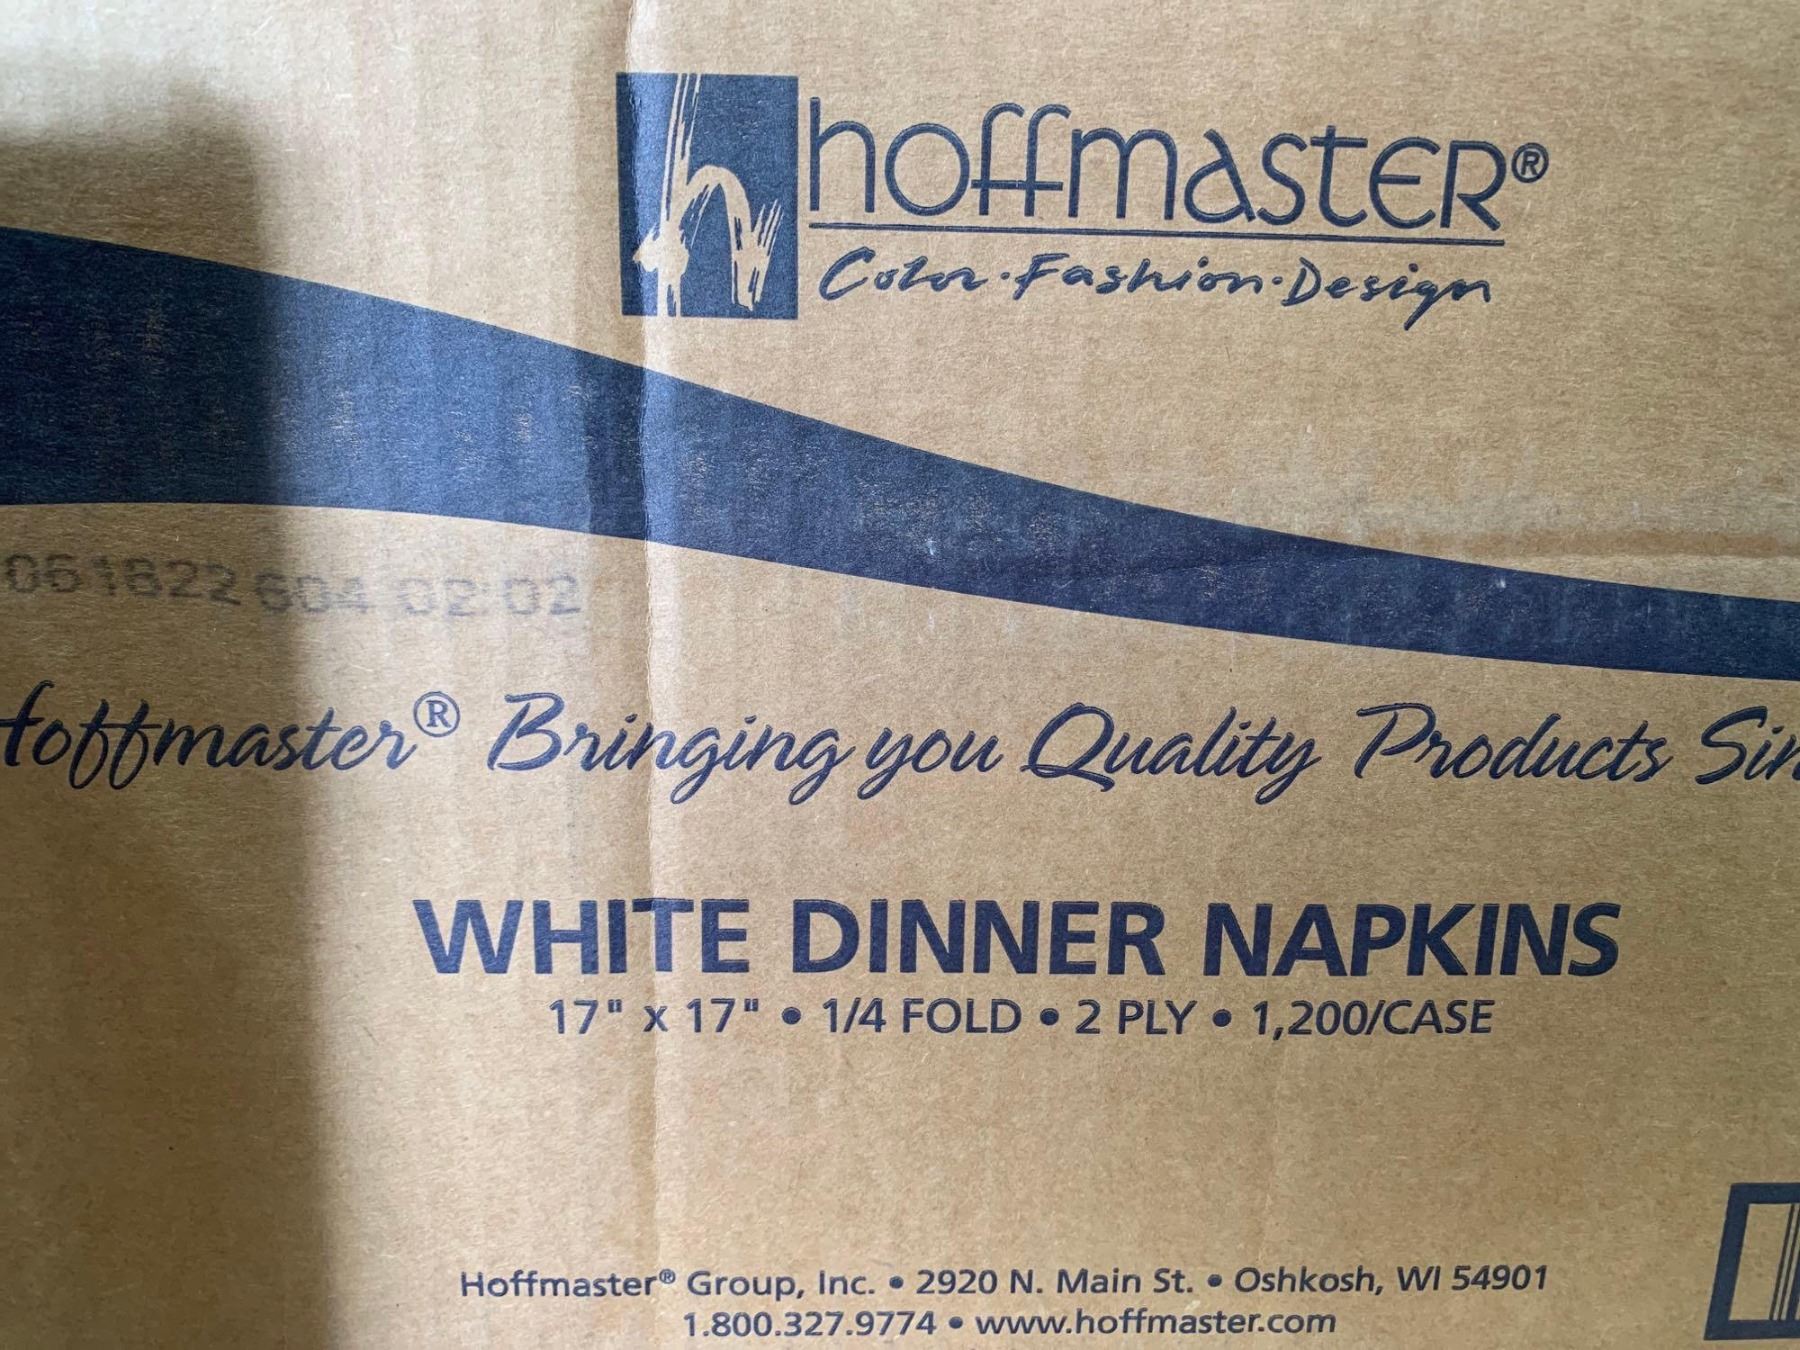 hoffmaster®
Color·Fashion·Design
061822 604 02:02
Hoffmaster® Bringing you Quality Products Sin
WHITE DINNER NAPKINS
17" x 17" • 1/4 FOLD • 2 PLY • 1,200/CASE
Hoffmaster® Group, Inc. • 2920 N. Main St. • Oshkosh, WI 54901
1.800.327.9774 • www.hoffmaster.com